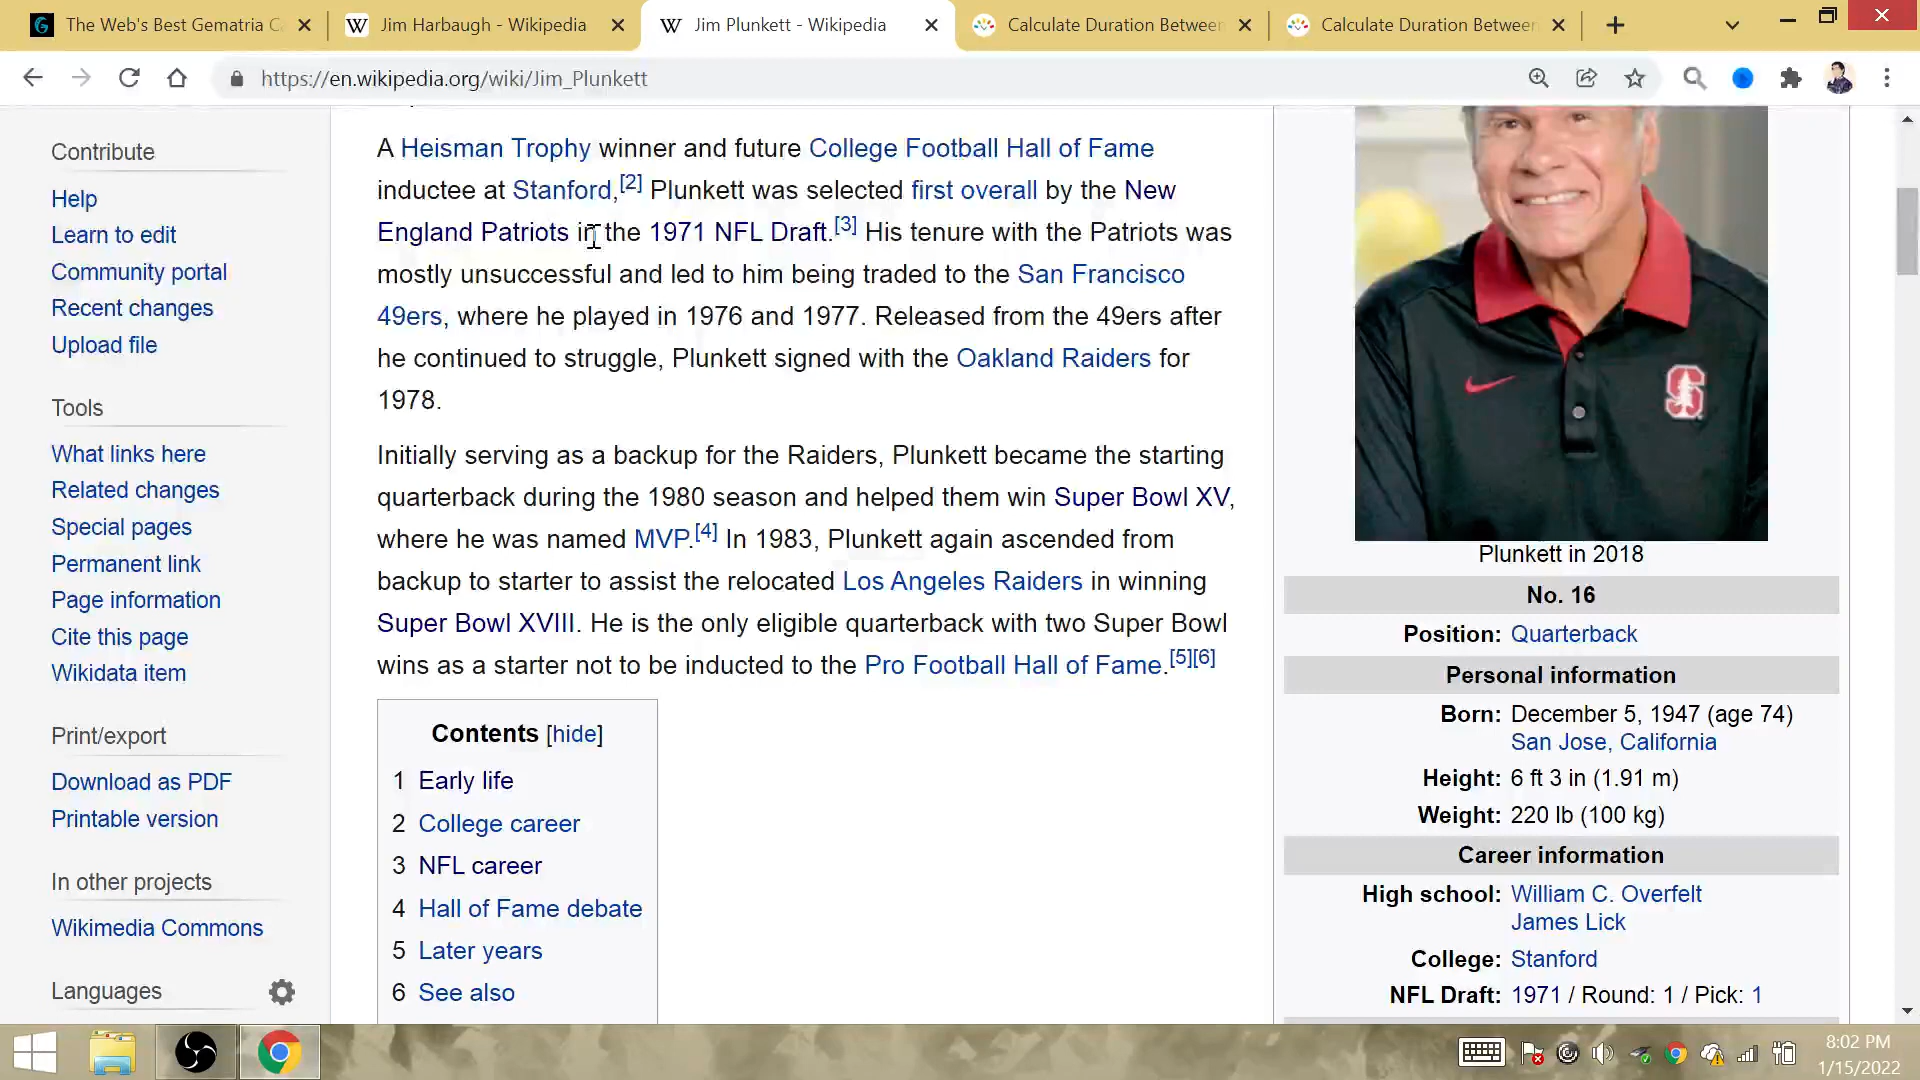 The Web's Best Gematria Ca
Jim Harbaugh - Wikipedia
Jim Plunkett - Wikipedia
Calculate Duration Between
Calculate Duration Between
https://en.wikipedia.org/wiki/Jim_Plunkett
Contribute
Help
Learn to edit
Community portal
Recent changes
Upload file
Tools
What links here
Related changes
Special pages
Permanent link
Page information
Cite this page
Wikidata item
Print/export
Download as PDF
Printable version
In other projects
Wikimedia Commons
Languages
A Heisman Trophy winner and future College Football Hall of Fame
inductee at Stanford,[2] Plunkett was selected first overall by the New
England Patriots in the 1971 NFL Draft.[3] His tenure with the Patriots was
mostly unsuccessful and led to him being traded to the San Francisco
49ers, where he played in 1976 and 1977. Released from the 49ers after
he continued to struggle, Plunkett signed with the Oakland Raiders for
1978.
Initially serving as a backup for the Raiders, Plunkett became the starting
quarterback during the 1980 season and helped them win Super Bowl XV,
where he was named MVP.[4] In 1983, Plunkett again ascended from
backup to starter to assist the relocated Los Angeles Raiders in winning
Super Bowl XVIII. He is the only eligible quarterback with two Super Bowl
wins as a starter not to be inducted to the Pro Football Hall of Fame.[5][6]
Contents [hide]
1 Early life
2 College career
3 NFL career
4 Hall of Fame debate
5 Later years
6 See also
S
Plunkett in 2018
No. 16
Position: Quarterback
Personal information
Born: December 5, 1947 (age 74)
San Jose, California
Height: 6 ft 3 in (1.91 m)
Weight: 220 lb (100 kg)
Career information
High school: William C. Overfelt
James Lick
College: Stanford
NFL Draft: 1971 / Round: 1 / Pick: 1
8:02 PM
1/15/2022